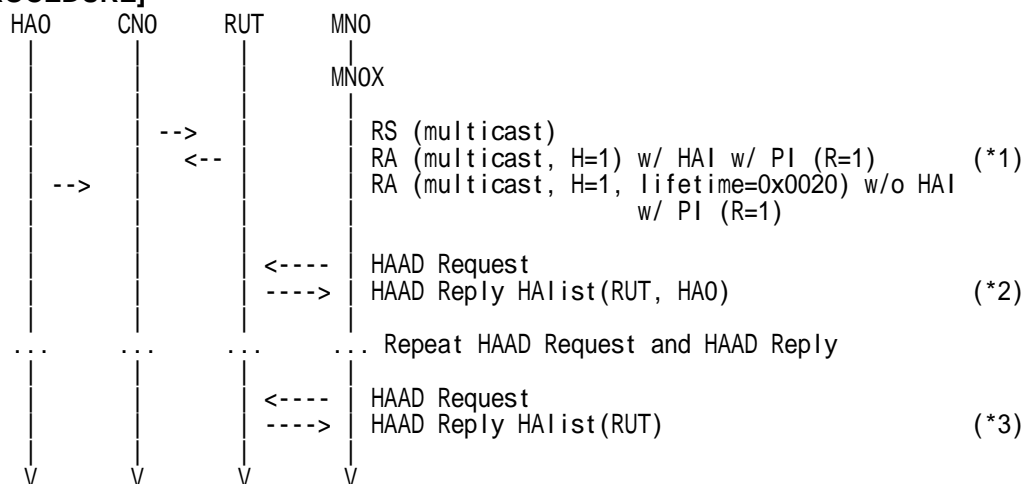 HA0 CN0 RUT MN0
MN0X
--> RS (multicast)
<-- RA (multicast, H=1) w/ HAI w/ PI (R=1) (*1)
--> RA (multicast, H=1, lifetime=0x0020) w/o HAI
w/ PI (R=1)
<---- HAAD Request
----> HAAD Reply HAlist(RUT, HA0) (*2)
... ... ... ... Repeat HAAD Request and HAAD Reply
<---- HAAD Request
----> HAAD Reply HAlist(RUT) (*3)
V V V V